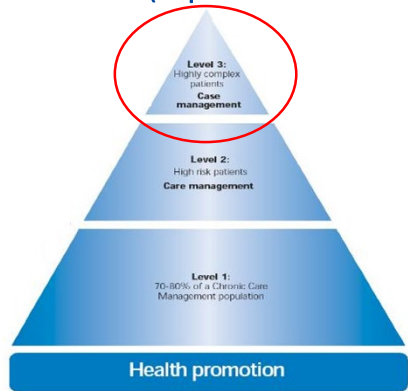 Level 3:
Highly complex
patients
Case
management
Level 2:
High risk patients
Care management
Level 1:
70-80% of a Chronic Care
Management population
Health promotion